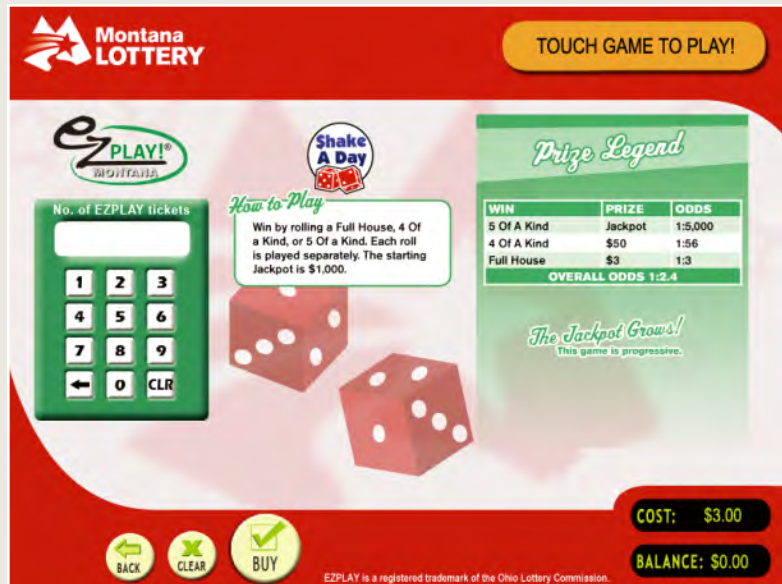 Montana
LOTTERY
TOUCH GAME TO PLAY!
ezPLAY!®
MONTANA
No. of EZPLAY tickets
1 2 3
4 5 6
7 8 9
0 CLR
Shake
A Day
How to Play
Win by rolling a Full House, 4 Of
a Kind, or 5 Of a Kind. Each roll
is played separately. The starting
Jackpot is $1,000.
Prize Legend
WIN PRIZE ODDS
5 Of A Kind Jackpot 1:5,000
4 Of A Kind $50 1:56
Full House $3 1:3
OVERALL ODDS 1:2.4
The Jackpot Grows!
This game is progressive.
BACK
CLEAR
BUY
EZPLAY is a registered trademark of the Ohio Lottery Commission.
COST: $3.00
BALANCE: $0.00